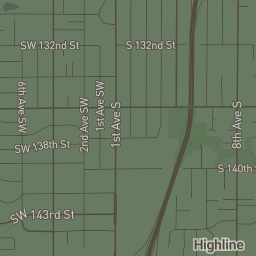 SW 132nd St
S 132nd St
6th Ave SW
2nd Ave SW
1st Ave SW
1st Ave S
8th Ave S
SW 138th St
S 140th S
SW 143rd St
Highline